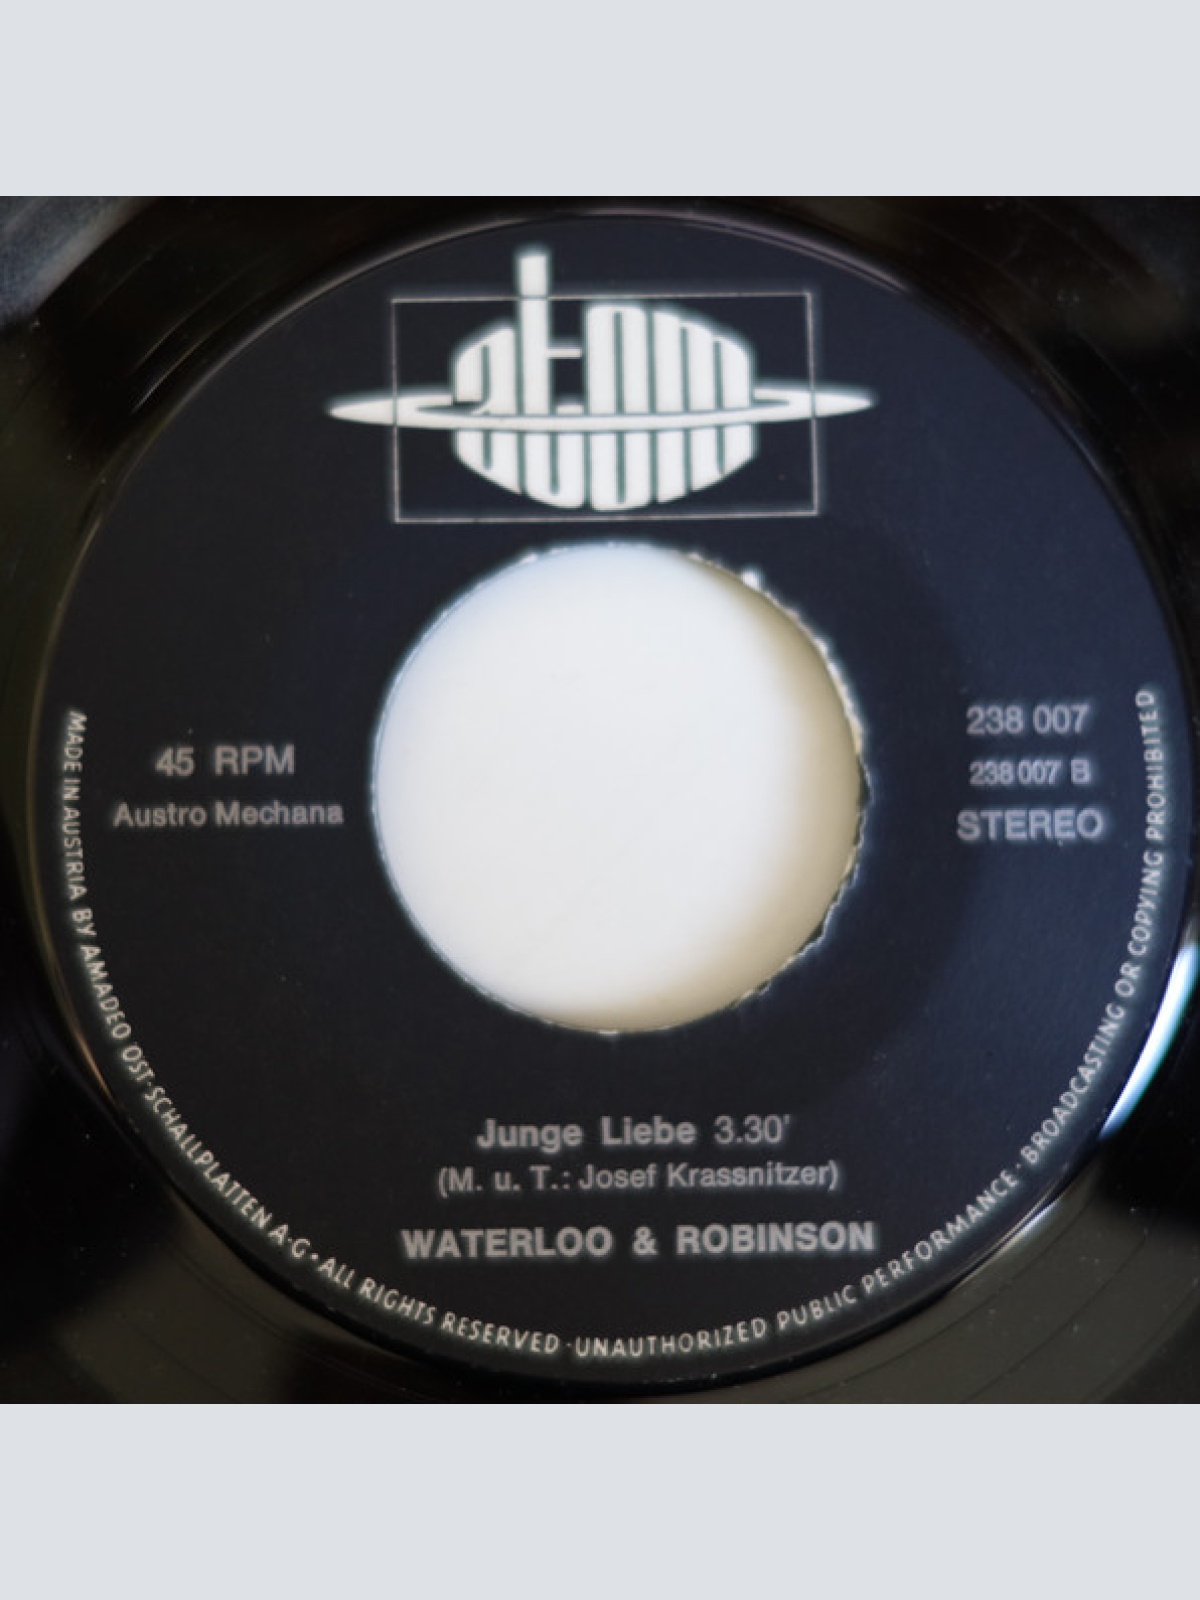 atom
45 RPM
Austro Mechana
238 007
238 007 B
STEREO
Junge Liebe 3.30'
(M. u. T.: Josef Krassnitzer)
WATERLOO & ROBINSON
MADE IN AUSTRIA BY AMADEO ÖST·SCHALLPLATTEN A·G· ALL RIGHTS RESERVED · UNAUTHORIZED PUBLIC PERFORMANCE · BROADCASTING OR COPYING PROHIBITED